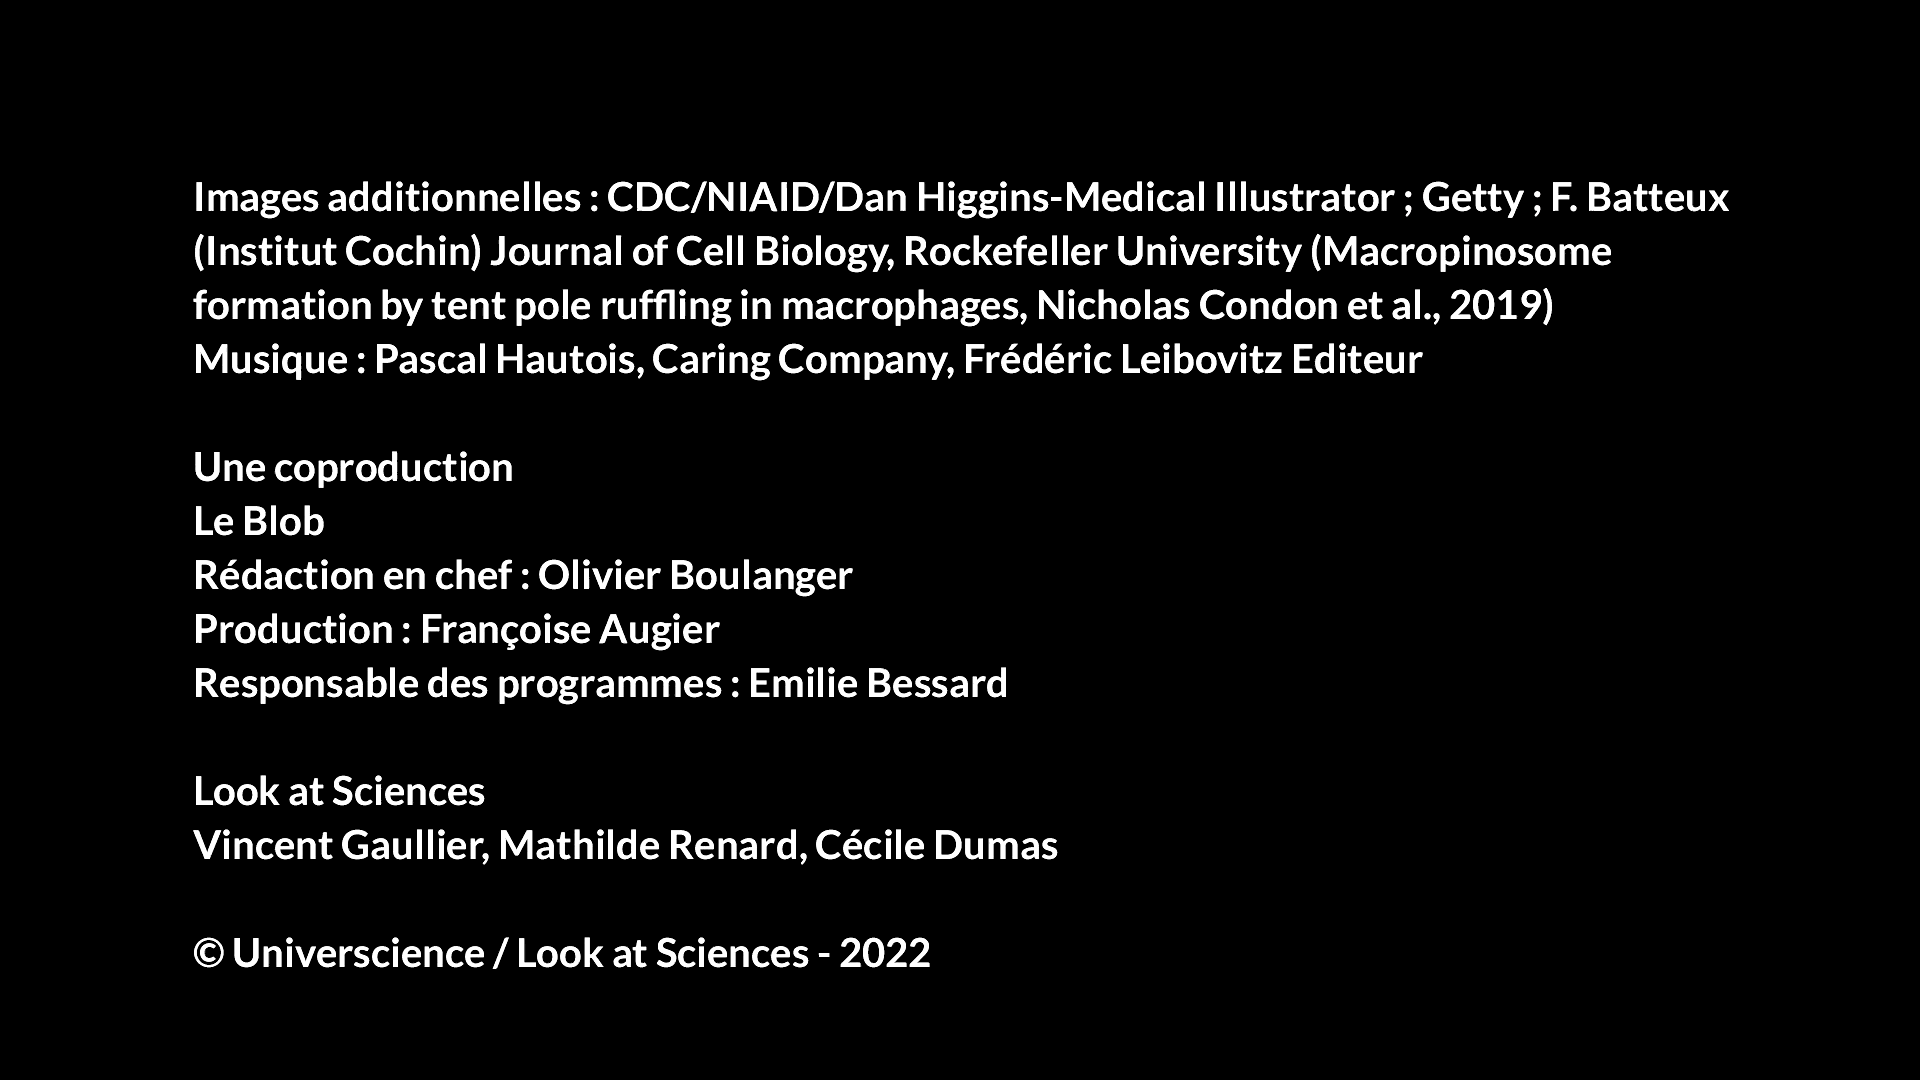 Images additionnelles : CDC/NIAID/Dan Higgins-Medical Illustrator ; Getty ; F. Batteux
(Institut Cochin) Journal of Cell Biology, Rockefeller University (Macropinosome
formation by tent pole ruffling in macrophages, Nicholas Condon et al., 2019)
Musique : Pascal Hautois, Caring Company, Frédéric Leibovitz Editeur
Une coproduction
Le Blob
Rédaction en chef : Olivier Boulanger
Production : Françoise Augier
Responsable des programmes : Emilie Bessard
Look at Sciences
Vincent Gaullier, Mathilde Renard, Cécile Dumas
© Universcience / Look at Sciences - 2022